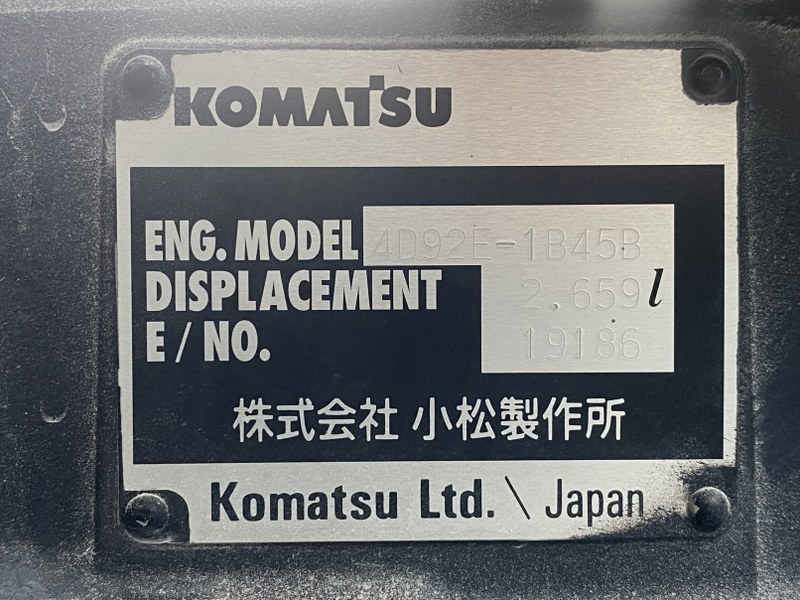 KOMATSU
ENG. MODEL 4D92E-1B45B
DISPLACEMENT 2.659 l
E / NO. 19186
株式会社 小松製作所
Komatsu Ltd. \ Japan